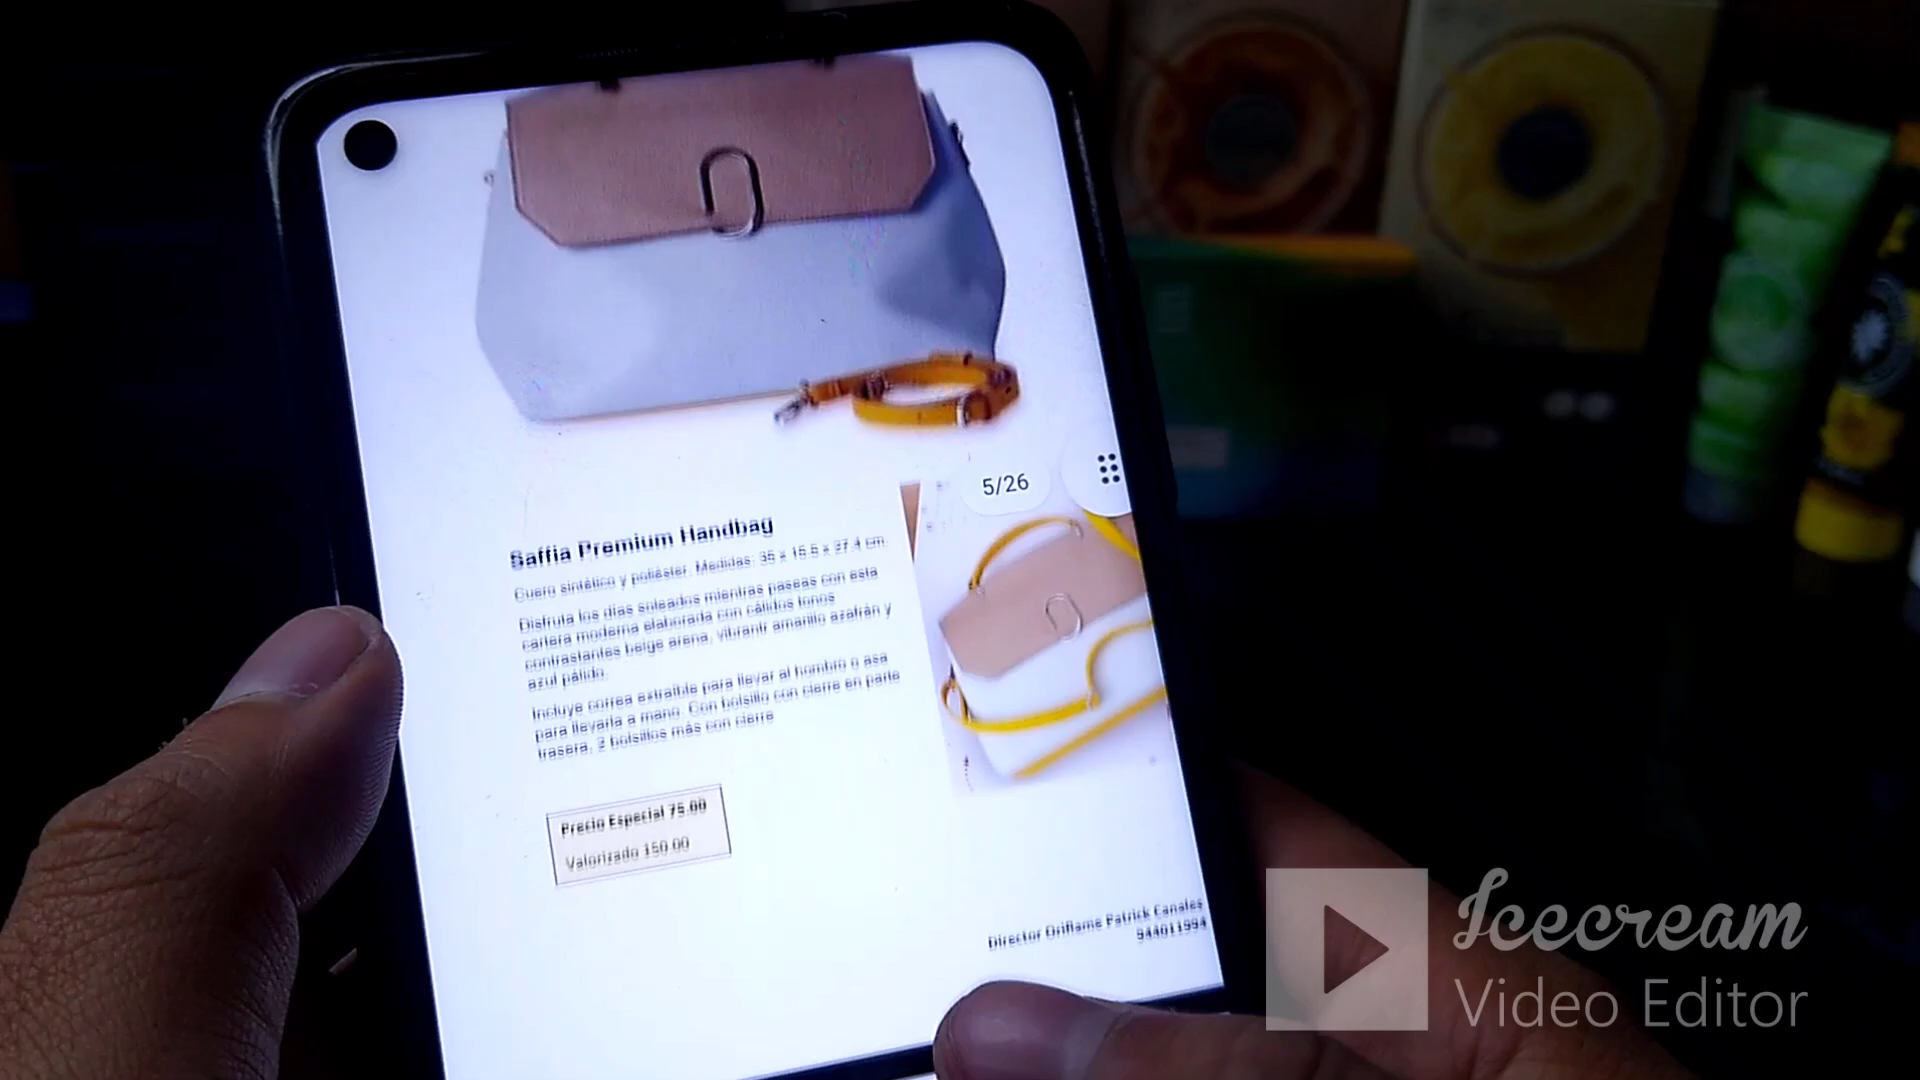 5/26
Saffia Premium Handbag
Cuero sintético y poliéster. Medidas: 35 x 15.5 x 27.4 cm.
Disfruta los días soleados mientras paseas con esta
cartera moderna elaborada con cálidos tonos
contrastantes beige arena, vibrantr amarillo azafrán y
azul pálido.
Incluye correa extraíble para llevar al hombro o asa
para llevarla a mano. Con bolsillo con cierre en parte
trasera, 2 bolsillos más con cierre
Precio Especial 75.00
Valorizado 150.00
Director Oriflame Patrick Canales
944011994
Icecream
Video Editor